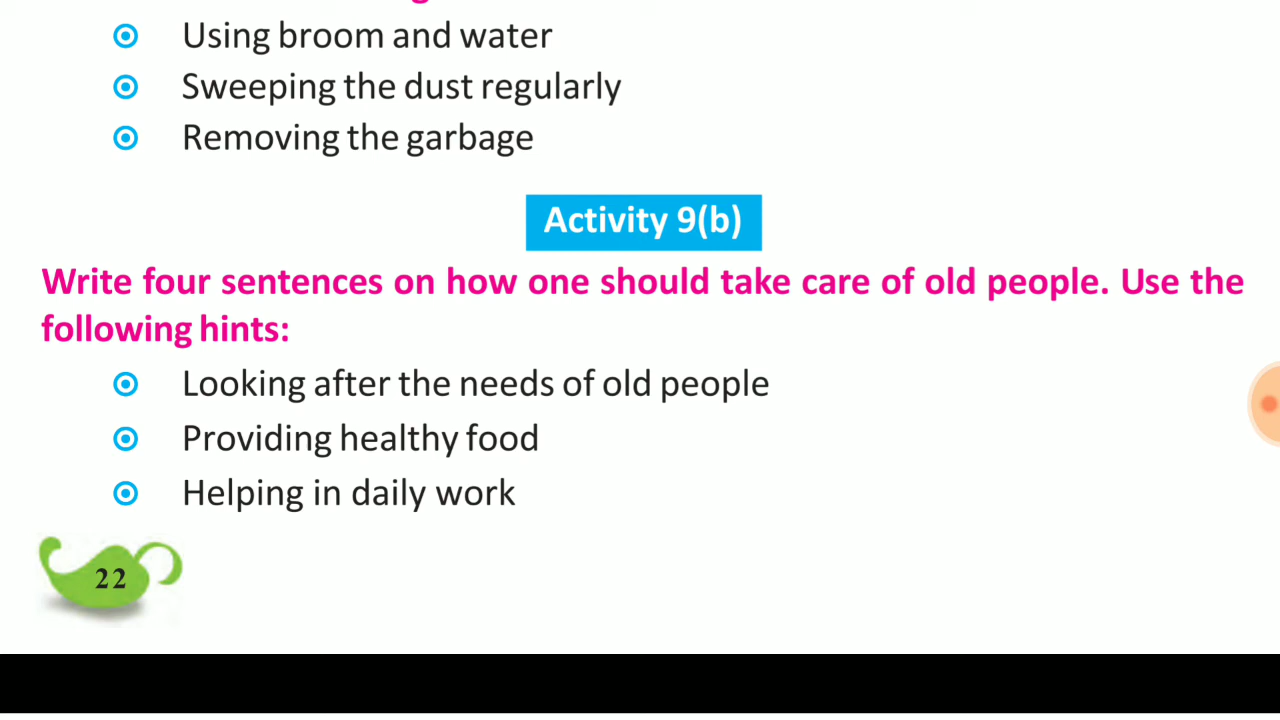 Using broom and water
Sweeping the dust regularly
Removing the garbage
Activity 9(b)
Write four sentences on how one should take care of old people. Use the
following hints:
Looking after the needs of old people
Providing healthy food
Helping in daily work
22